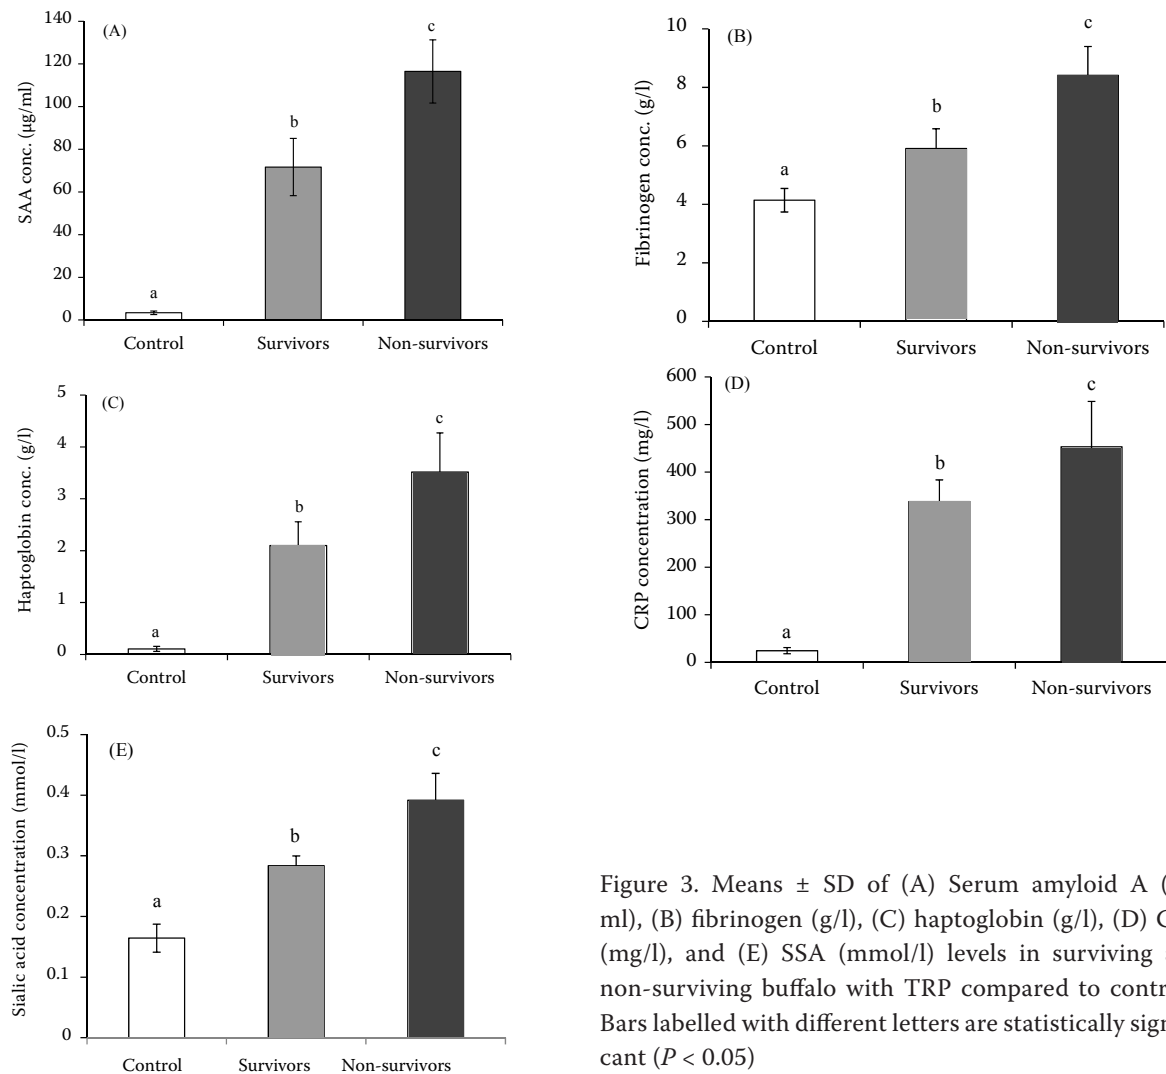 (A)
SAA conc. (µg/ml)
140
120
100
80
60
40
20
0
a
b
c
Control Survivors Non-survivors
(B)
Fibrinogen conc. (g/l)
10
8
6
4
2
0
a
b
c
Control Survivors Non-survivors
(C)
Haptoglobin conc. (g/l)
5
4
3
2
1
0
a
b
c
Control Survivors Non-survivors
(D)
CRP concentration (mg/l)
600
500
400
300
200
100
0
a
b
c
Control Survivors Non-survivors
(E)
Sialic acid concentration (mmol/l)
0.5
0.4
0.3
0.2
0.1
0
a
b
c
Control Survivors Non-survivors
Figure 3. Means ± SD of (A) Serum amyloid A (
ml), (B) fibrinogen (g/l), (C) haptoglobin (g/l), (D)
(mg/l), and (E) SSA (mmol/l) levels in surviving
non-surviving buffalo with TRP compared to contr
Bars labelled with different letters are statistically sign
cant (P < 0.05)